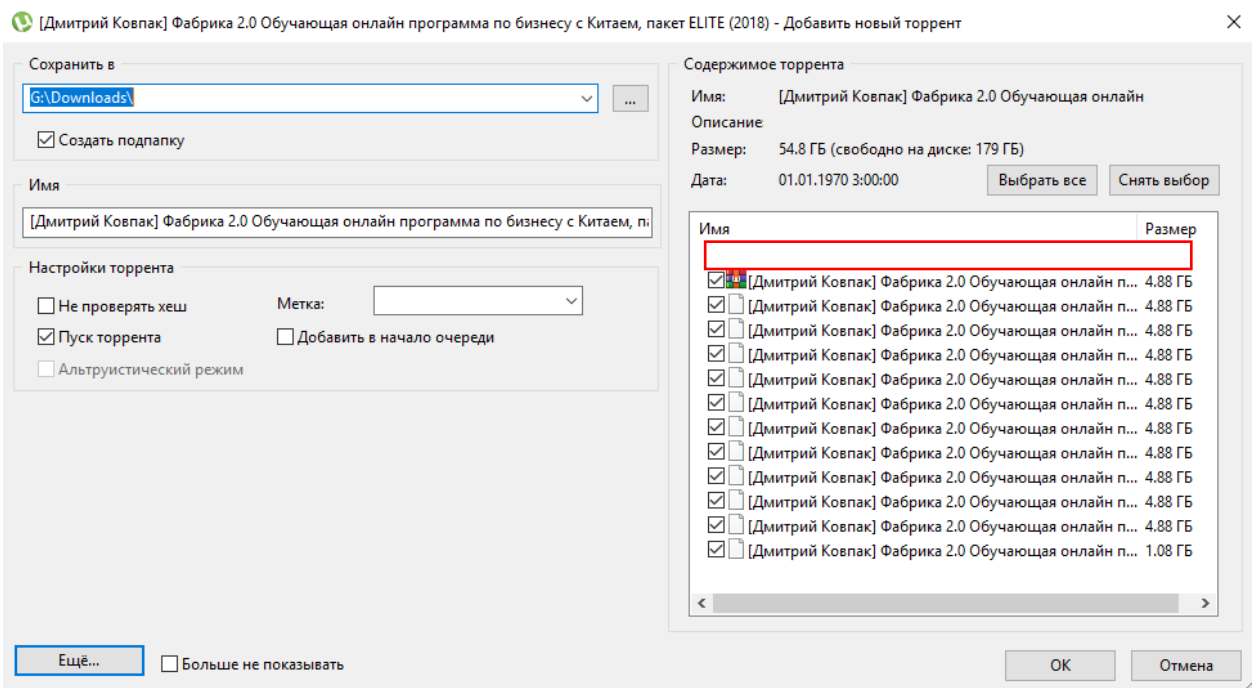 [Дмитрий Ковпак] Фабрика 2.0 Обучающая онлайн программа по бизнесу с Китаем, пакет ELITE (2018) - Добавить новый торрент
Сохранить в
G:\Downloads\
...
Создать подпапку
Имя
[Дмитрий Ковпак] Фабрика 2.0 Обучающая онлайн программа по бизнесу с Китаем, па
Настройки торрента
Не проверять хеш
Метка:
Пуск торрента
Добавить в начало очереди
Альтруистический режим
Содержимое торрента
Имя: [Дмитрий Ковпак] Фабрика 2.0 Обучающая онлайн
Описание
Размер: 54.8 ГБ (свободно на диске: 179 ГБ)
Дата: 01.01.1970 3:00:00
Выбрать все
Снять выбор
Имя Размер
[Дмитрий Ковпак] Фабрика 2.0 Обучающая онлайн п... 4.88 ГБ
[Дмитрий Ковпак] Фабрика 2.0 Обучающая онлайн п... 4.88 ГБ
[Дмитрий Ковпак] Фабрика 2.0 Обучающая онлайн п... 4.88 ГБ
[Дмитрий Ковпак] Фабрика 2.0 Обучающая онлайн п... 4.88 ГБ
[Дмитрий Ковпак] Фабрика 2.0 Обучающая онлайн п... 4.88 ГБ
[Дмитрий Ковпак] Фабрика 2.0 Обучающая онлайн п... 4.88 ГБ
[Дмитрий Ковпак] Фабрика 2.0 Обучающая онлайн п... 4.88 ГБ
[Дмитрий Ковпак] Фабрика 2.0 Обучающая онлайн п... 4.88 ГБ
[Дмитрий Ковпак] Фабрика 2.0 Обучающая онлайн п... 4.88 ГБ
[Дмитрий Ковпак] Фабрика 2.0 Обучающая онлайн п... 4.88 ГБ
[Дмитрий Ковпак] Фабрика 2.0 Обучающая онлайн п... 4.88 ГБ
[Дмитрий Ковпак] Фабрика 2.0 Обучающая онлайн п... 1.08 ГБ
Ещё...
Больше не показывать
OK
Отмена